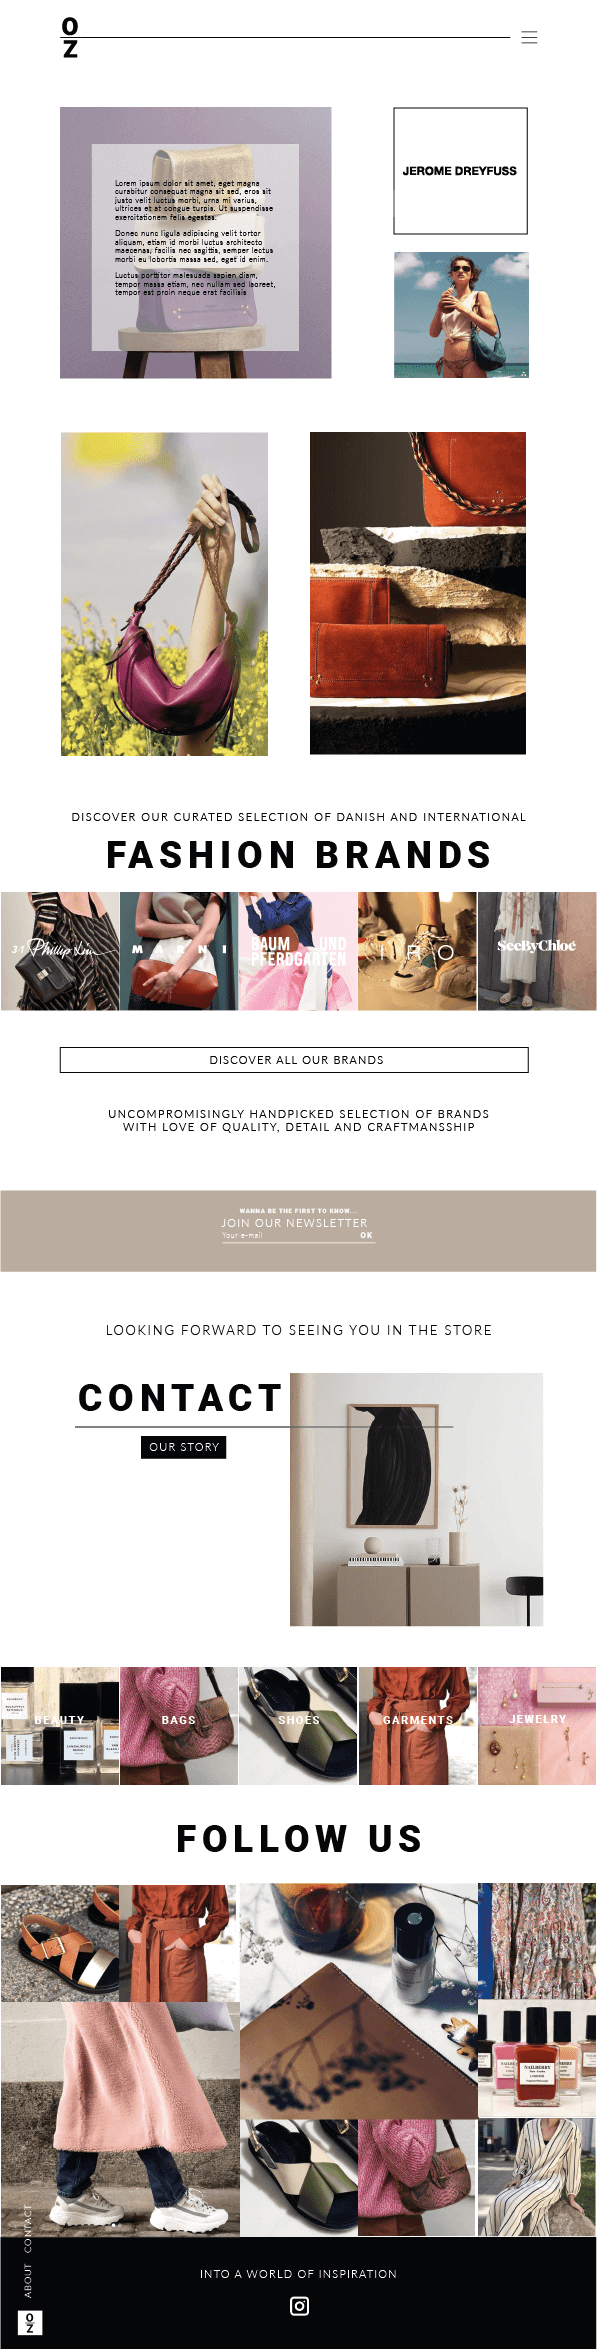 O
Z
JEROME DREYFUSS
Lorem ipsum dolor sit amet, eget magna
curabitur consequat magna sit sed, eros sit
justo velit luctus morbi, urna mi varius,
ultrices et at congue turpis. Ut suspendisse
exercitationem felis egestas.
Donec nunc ligula adipiscing velit tortor
aliquam, etiam id morbi luctus architecto
maecenas; facilis nec sagittis, semper lectus
morbi eu lobortis massa sed, eget id enim.
Luctus porttitor malesuada sapien diam,
tempor massa etiam, nec nullam sed laoreet,
tempor est proin neque erat facilisis
DISCOVER OUR CURATED SELECTION OF DANISH AND INTERNATIONAL
FASHION BRANDS
3.1 Phillip Lim
MARNI
BAUM UND
PFERDGARTEN
IRO
SeeByChloé
DISCOVER ALL OUR BRANDS
UNCOMPROMISINGLY HANDPICKED SELECTION OF BRANDS
WITH LOVE OF QUALITY, DETAIL AND CRAFTMANSSHIP
WANNA BE THE FIRST TO KNOW...
JOIN OUR NEWSLETTER
Your e-mail OK
LOOKING FORWARD TO SEEING YOU IN THE STORE
CONTACT
OUR STORY
BEAUTY
BAGS
SHOES
GARMENTS
JEWELRY
FOLLOW US
NAILBERRY
ABOUT CONTACT
INTO A WORLD OF INSPIRATION
O
Z